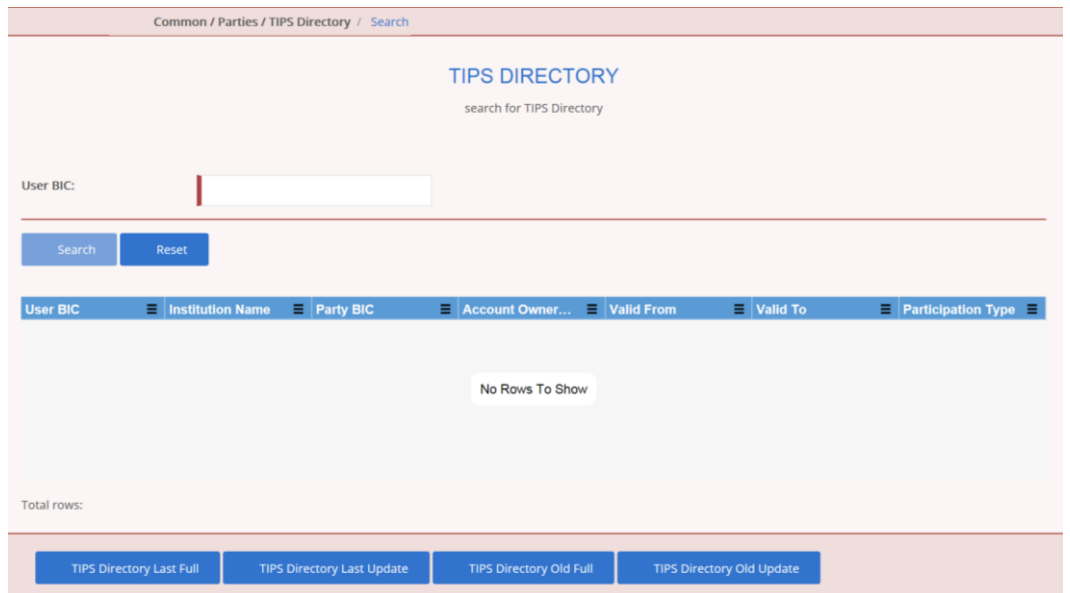 Common / Parties / TIPS Directory / Search
TIPS DIRECTORY
search for TIPS Directory
User BIC:
Search Reset
User BIC Institution Name Party BIC Account Owner... Valid From Valid To Participation Type
No Rows To Show
Total rows:
TIPS Directory Last Full TIPS Directory Last Update TIPS Directory Old Full TIPS Directory Old Update